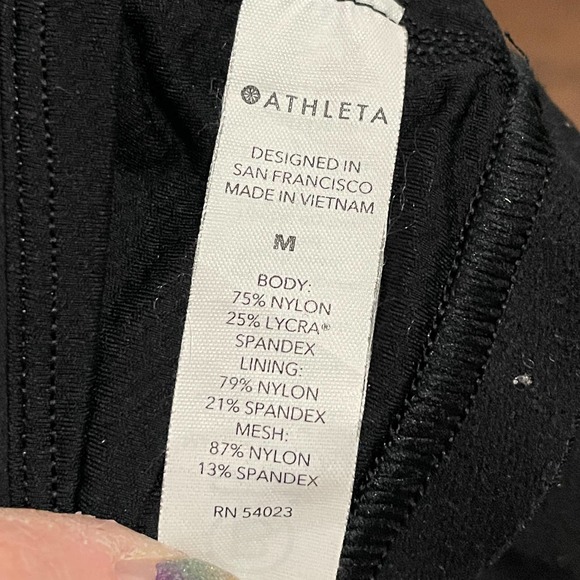 ATHLETA
DESIGNED IN
SAN FRANCISCO
MADE IN VIETNAM
M
BODY:
75% NYLON
25% LYCRA®
SPANDEX
LINING:
79% NYLON
21% SPANDEX
MESH:
87% NYLON
13% SPANDEX
RN 54023